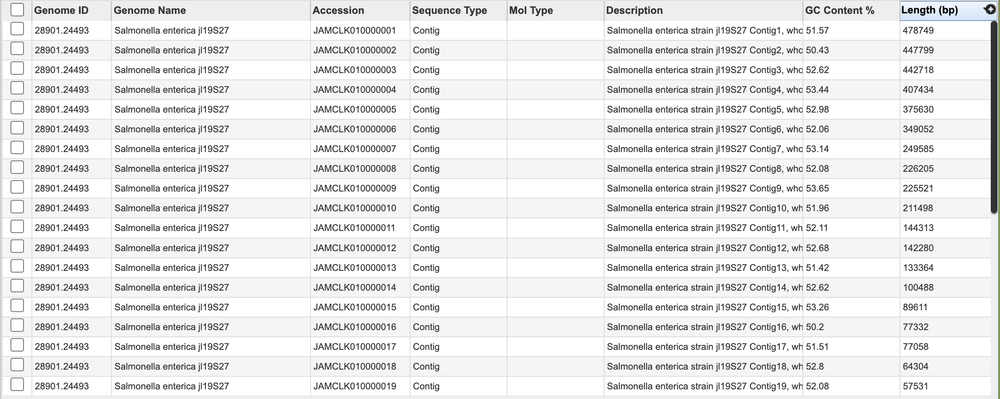 Genome ID Genome Name Accession Sequence Type Mol Type Description GC Content % Length (bp)
28901.24493 Salmonella enterica jl19S27 JAMCLK010000001 Contig Salmonella enterica strain jl19S27 Contig1, who 51.57 478749
28901.24493 Salmonella enterica jl19S27 JAMCLK010000002 Contig Salmonella enterica strain jl19S27 Contig2, who 50.43 447799
28901.24493 Salmonella enterica jl19S27 JAMCLK010000003 Contig Salmonella enterica strain jl19S27 Contig3, who 52.62 442718
28901.24493 Salmonella enterica jl19S27 JAMCLK010000004 Contig Salmonella enterica strain jl19S27 Contig4, who 53.44 407434
28901.24493 Salmonella enterica jl19S27 JAMCLK010000005 Contig Salmonella enterica strain jl19S27 Contig5, who 52.98 375630
28901.24493 Salmonella enterica jl19S27 JAMCLK010000006 Contig Salmonella enterica strain jl19S27 Contig6, who 52.06 349052
28901.24493 Salmonella enterica jl19S27 JAMCLK010000007 Contig Salmonella enterica strain jl19S27 Contig7, who 53.14 249585
28901.24493 Salmonella enterica jl19S27 JAMCLK010000008 Contig Salmonella enterica strain jl19S27 Contig8, who 52.08 226205
28901.24493 Salmonella enterica jl19S27 JAMCLK010000009 Contig Salmonella enterica strain jl19S27 Contig9, who 53.65 225521
28901.24493 Salmonella enterica jl19S27 JAMCLK010000010 Contig Salmonella enterica strain jl19S27 Contig10, wh 51.96 211498
28901.24493 Salmonella enterica jl19S27 JAMCLK010000011 Contig Salmonella enterica strain jl19S27 Contig11, wh 52.11 144313
28901.24493 Salmonella enterica jl19S27 JAMCLK010000012 Contig Salmonella enterica strain jl19S27 Contig12, wh 52.68 142280
28901.24493 Salmonella enterica jl19S27 JAMCLK010000013 Contig Salmonella enterica strain jl19S27 Contig13, wh 51.42 133364
28901.24493 Salmonella enterica jl19S27 JAMCLK010000014 Contig Salmonella enterica strain jl19S27 Contig14, wh 52.62 100488
28901.24493 Salmonella enterica jl19S27 JAMCLK010000015 Contig Salmonella enterica strain jl19S27 Contig15, wh 53.26 89611
28901.24493 Salmonella enterica jl19S27 JAMCLK010000016 Contig Salmonella enterica strain jl19S27 Contig16, wh 50.2 77332
28901.24493 Salmonella enterica jl19S27 JAMCLK010000017 Contig Salmonella enterica strain jl19S27 Contig17, wh 51.51 77058
28901.24493 Salmonella enterica jl19S27 JAMCLK010000018 Contig Salmonella enterica strain jl19S27 Contig18, wh 52.8 64304
28901.24493 Salmonella enterica jl19S27 JAMCLK010000019 Contig Salmonella enterica strain jl19S27 Contig19, wh 52.08 57531